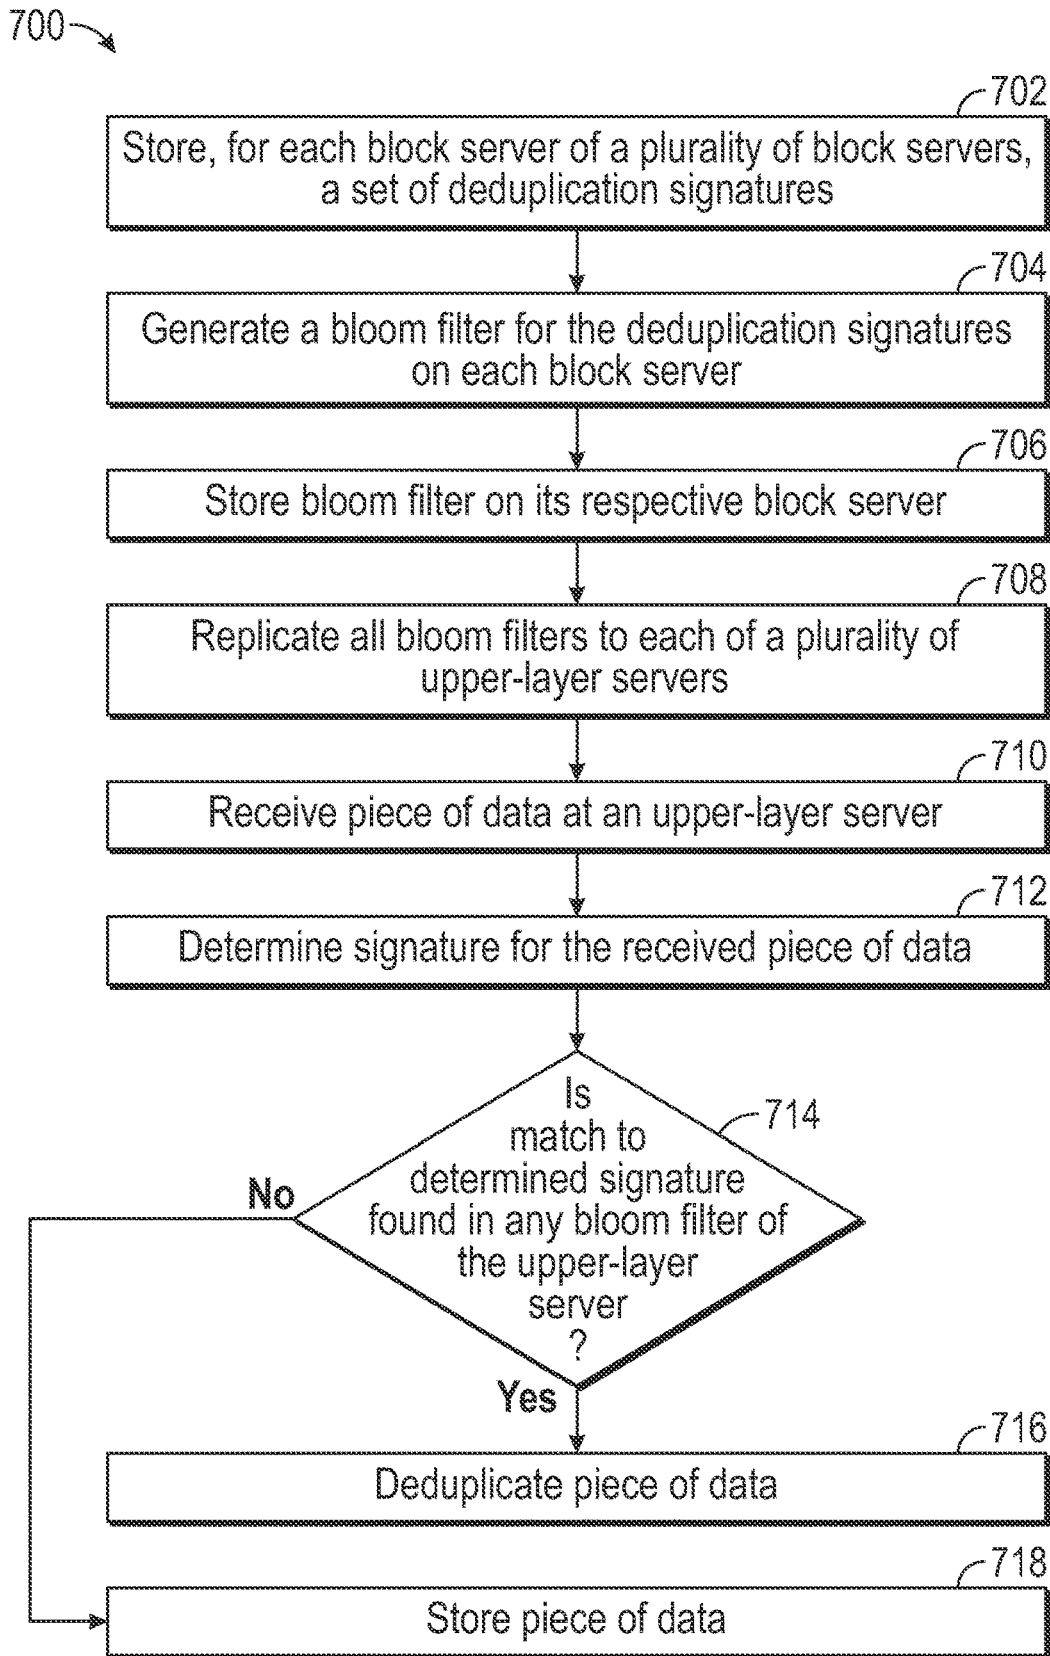 700
702
Store, for each block server of a plurality of block servers,
a set of deduplication signatures
704
Generate a bloom filter for the deduplication signatures
on each block server
706
Store bloom filter on its respective block server
708
Replicate all bloom filters to each of a plurality of
upper-layer servers
710
Receive piece of data at an upper-layer server
712
Determine signature for the received piece of data
714
Is
match to
determined signature
found in any bloom filter of
the upper-layer
server
?
No
Yes
716
Deduplicate piece of data
718
Store piece of data